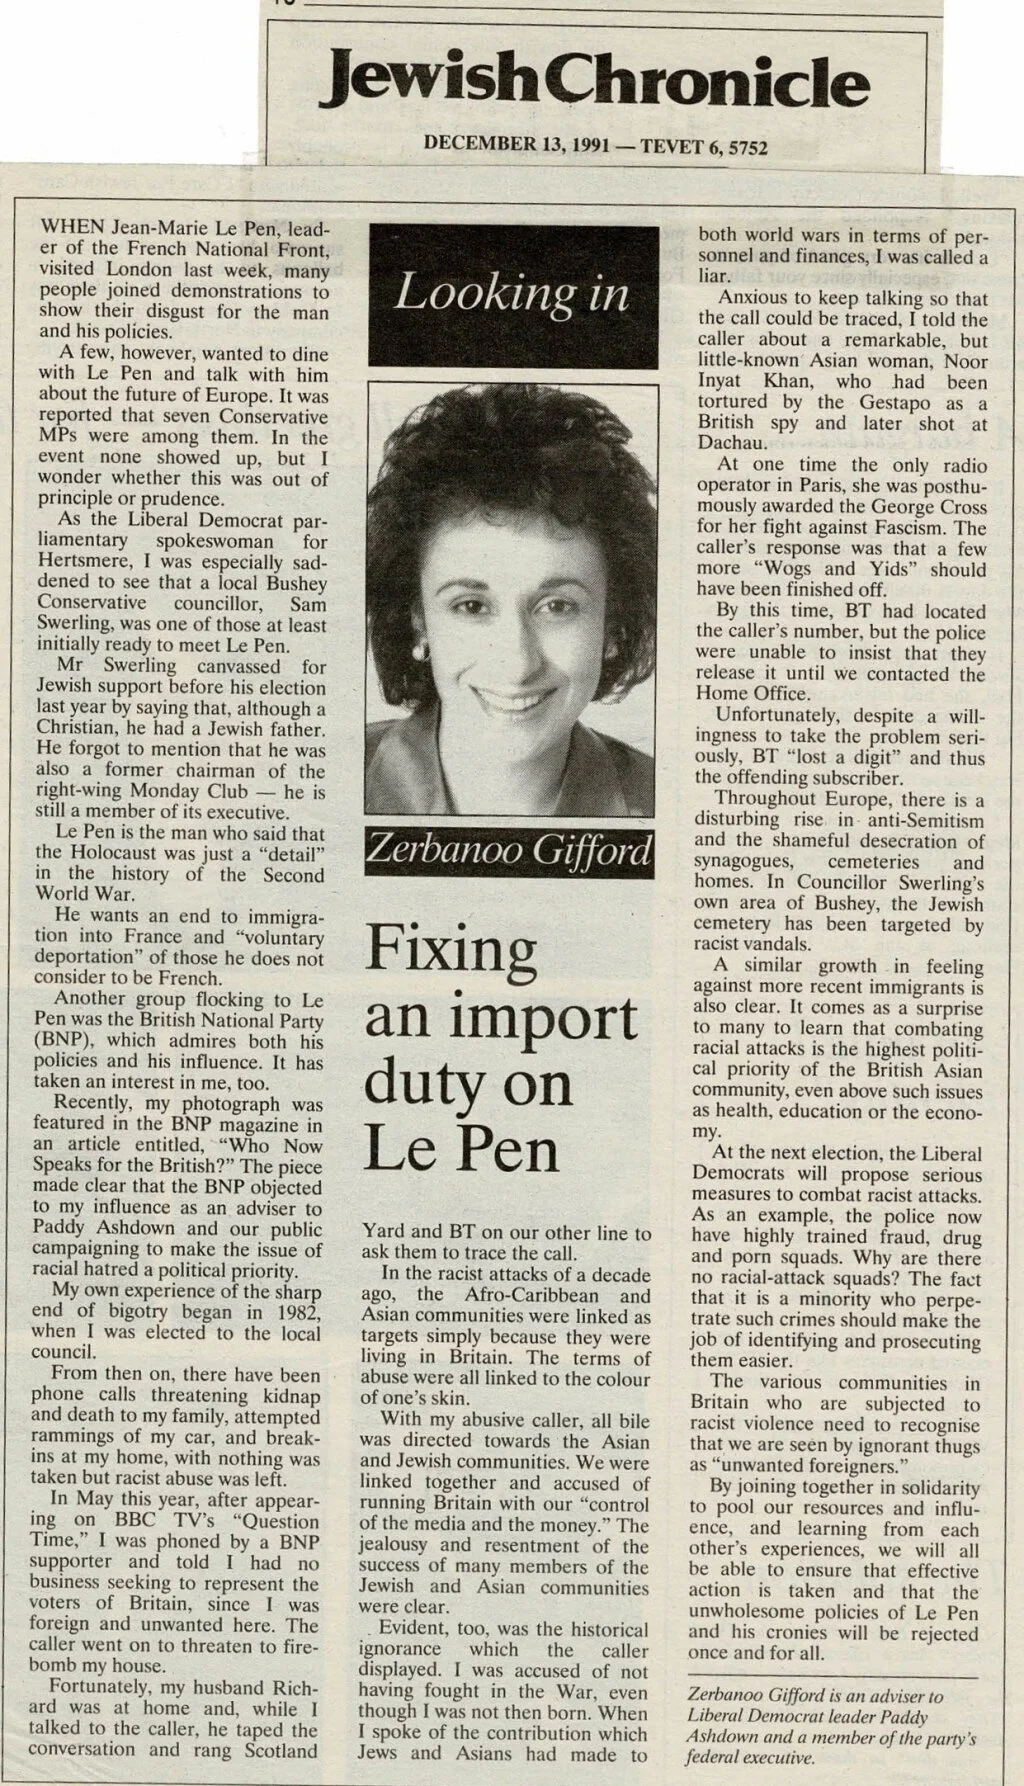 Jewish Chronicle
DECEMBER 13, 1991 — TEVET 6, 5752
WHEN Jean-Marie Le Pen, lead-
er of the French National Front,
visited London last week, many
people joined demonstrations to
show their disgust for the man
and his policies.
A few, however, wanted to dine
with Le Pen and talk with him
about the future of Europe. It was
reported that seven Conservative
MPs were among them. In the
event none showed up, but I
wonder whether this was out of
principle or prudence.
As the Liberal Democrat par-
liamentary spokeswoman for
Hertsmere, I was especially sad-
dened to see that a local Bushey
Conservative councillor, Sam
Swerling, was one of those at least
initially ready to meet Le Pen.
Mr Swerling canvassed for
Jewish support before his election
last year by saying that, although a
Christian, he had a Jewish father.
He forgot to mention that he was
also a former chairman of the
right-wing Monday Club — he is
still a member of its executive.
Le Pen is the man who said that
the Holocaust was just a “detail”
in the history of the Second
World War.
He wants an end to immigra-
tion into France and “voluntary
deportation” of those he does not
consider to be French.
Another group flocking to Le
Pen was the British National Party
(BNP), which admires both his
policies and his influence. It has
taken an interest in me, too.
Recently, my photograph was
featured in the BNP magazine in
an article entitled, “Who Now
Speaks for the British?” The piece
made clear that the BNP objected
to my influence as an adviser to
Paddy Ashdown and our public
campaigning to make the issue of
racial hatred a political priority.
My own experience of the sharp
end of bigotry began in 1982,
when I was elected to the local
council.
From then on, there have been
phone calls threatening kidnap
and death to my family, attempted
rammings of my car, and break-
ins at my home, with nothing was
taken but racist abuse was left.
In May this year, after appear-
ing on BBC TV's “Question
Time,” I was phoned by a BNP
supporter and told I had no
business seeking to represent the
voters of Britain, since I was
foreign and unwanted here. The
caller went on to threaten to fire-
bomb my house.
Fortunately, my husband Rich-
ard was at home and, while I
talked to the caller, he taped the
conversation and rang Scotland
Looking in
Zerbanoo Gifford
Fixing
an import
duty on
Le Pen
Yard and BT on our other line to
ask them to trace the call.
In the racist attacks of a decade
ago, the Afro-Caribbean and
Asian communities were linked as
targets simply because they were
living in Britain. The terms of
abuse were all linked to the colour
of one's skin.
With my abusive caller, all bile
was directed towards the Asian
and Jewish communities. We were
linked together and accused of
running Britain with our “control
of the media and the money.” The
jealousy and resentment of the
success of many members of the
Jewish and Asian communities
were clear.
Evident, too, was the historical
ignorance which the caller
displayed. I was accused of not
having fought in the War, even
though I was not then born. When
I spoke of the contribution which
Jews and Asians had made to
both world wars in terms of per-
sonnel and finances, I was called a
liar.
Anxious to keep talking so that
the call could be traced, I told the
caller about a remarkable, but
little-known Asian woman, Noor
Inyat Khan, who had been
tortured by the Gestapo as a
British spy and later shot at
Dachau.
At one time the only radio
operator in Paris, she was posthu-
mously awarded the George Cross
for her fight against Fascism. The
caller's response was that a few
more “Wogs and Yids” should
have been finished off.
By this time, BT had located
the caller's number, but the police
were unable to insist that they
release it until we contacted the
Home Office.
Unfortunately, despite a will-
ingness to take the problem seri-
ously, BT “lost a digit” and thus
the offending subscriber.
Throughout Europe, there is a
disturbing rise in anti-Semitism
and the shameful desecration of
synagogues, cemeteries and
homes. In Councillor Swerling's
own area of Bushey, the Jewish
cemetery has been targeted by
racist vandals.
A similar growth in feeling
against more recent immigrants is
also clear. It comes as a surprise
to many to learn that combating
racial attacks is the highest politi-
cal priority of the British Asian
community, even above such issues
as health, education or the econo-
my.
At the next election, the Liberal
Democrats will propose serious
measures to combat racist attacks.
As an example, the police now
have highly trained fraud, drug
and porn squads. Why are there
no racial-attack squads? The fact
that it is a minority who perpe-
trate such crimes should make the
job of identifying and prosecuting
them easier.
The various communities in
Britain who are subjected to
racist violence need to recognise
that we are seen by ignorant thugs
as “unwanted foreigners.”
By joining together in solidarity
to pool our resources and influ-
ence, and learning from each
other's experiences, we will all
be able to ensure that effective
action is taken and that the
unwholesome policies of Le Pen
and his cronies will be rejected
once and for all.
Zerbanoo Gifford is an adviser to
Liberal Democrat leader Paddy
Ashdown and a member of the party's
federal executive.